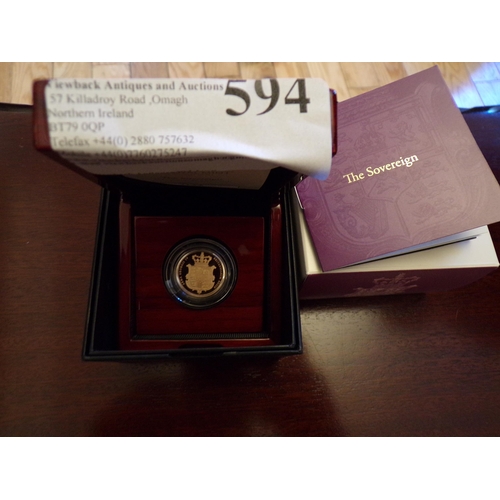 Viewback Antiques and Auctions
57 Killadroy Road ,Omagh
Northern Ireland
BT79 0QP
Telefax +44(0) 2880 757632
594
The Sovereign